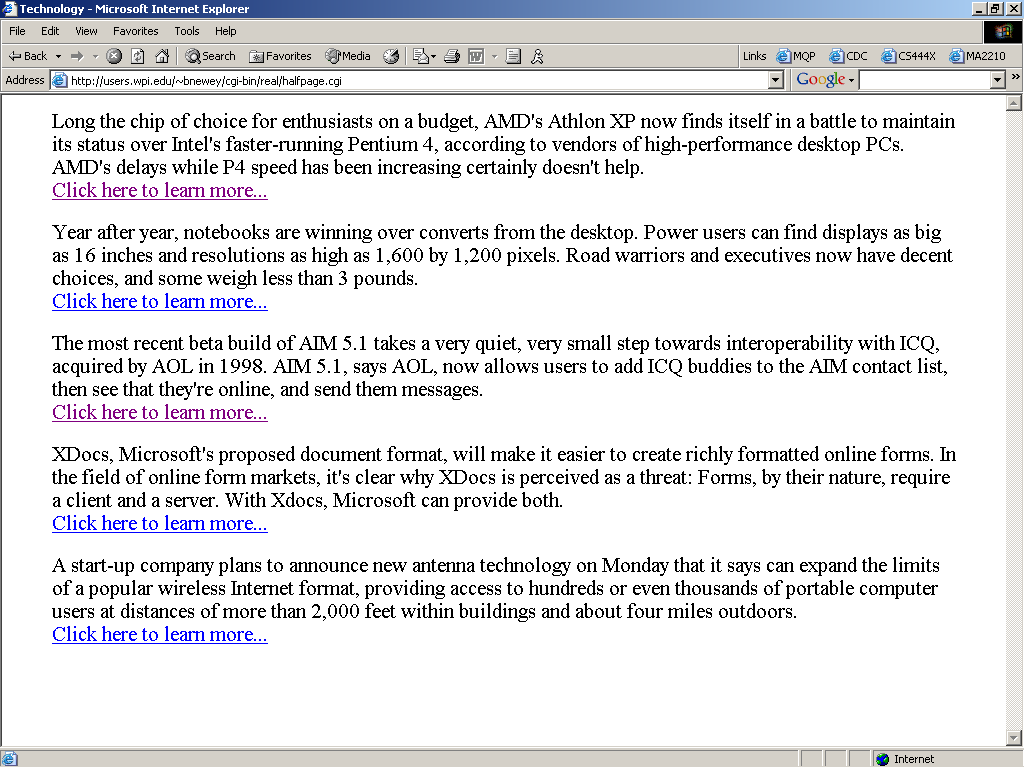 Technology - Microsoft Internet Explorer
File Edit View Favorites Tools Help
Back Search Favorites Media Links MQP CDC CS444X MA2210
Address http://users.wpi.edu/~bnewey/cgi-bin/real/halfpage.cgi Google »
Long the chip of choice for enthusiasts on a budget, AMD's Athlon XP now finds itself in a battle to maintain
its status over Intel's faster-running Pentium 4, according to vendors of high-performance desktop PCs.
AMD's delays while P4 speed has been increasing certainly doesn't help.
Click here to learn more...
Year after year, notebooks are winning over converts from the desktop. Power users can find displays as big
as 16 inches and resolutions as high as 1,600 by 1,200 pixels. Road warriors and executives now have decent
choices, and some weigh less than 3 pounds.
Click here to learn more...
The most recent beta build of AIM 5.1 takes a very quiet, very small step towards interoperability with ICQ,
acquired by AOL in 1998. AIM 5.1, says AOL, now allows users to add ICQ buddies to the AIM contact list,
then see that they're online, and send them messages.
Click here to learn more...
XDocs, Microsoft's proposed document format, will make it easier to create richly formatted online forms. In
the field of online form markets, it's clear why XDocs is perceived as a threat: Forms, by their nature, require
a client and a server. With Xdocs, Microsoft can provide both.
Click here to learn more...
A start-up company plans to announce new antenna technology on Monday that it says can expand the limits
of a popular wireless Internet format, providing access to hundreds or even thousands of portable computer
users at distances of more than 2,000 feet within buildings and about four miles outdoors.
Click here to learn more...
Internet